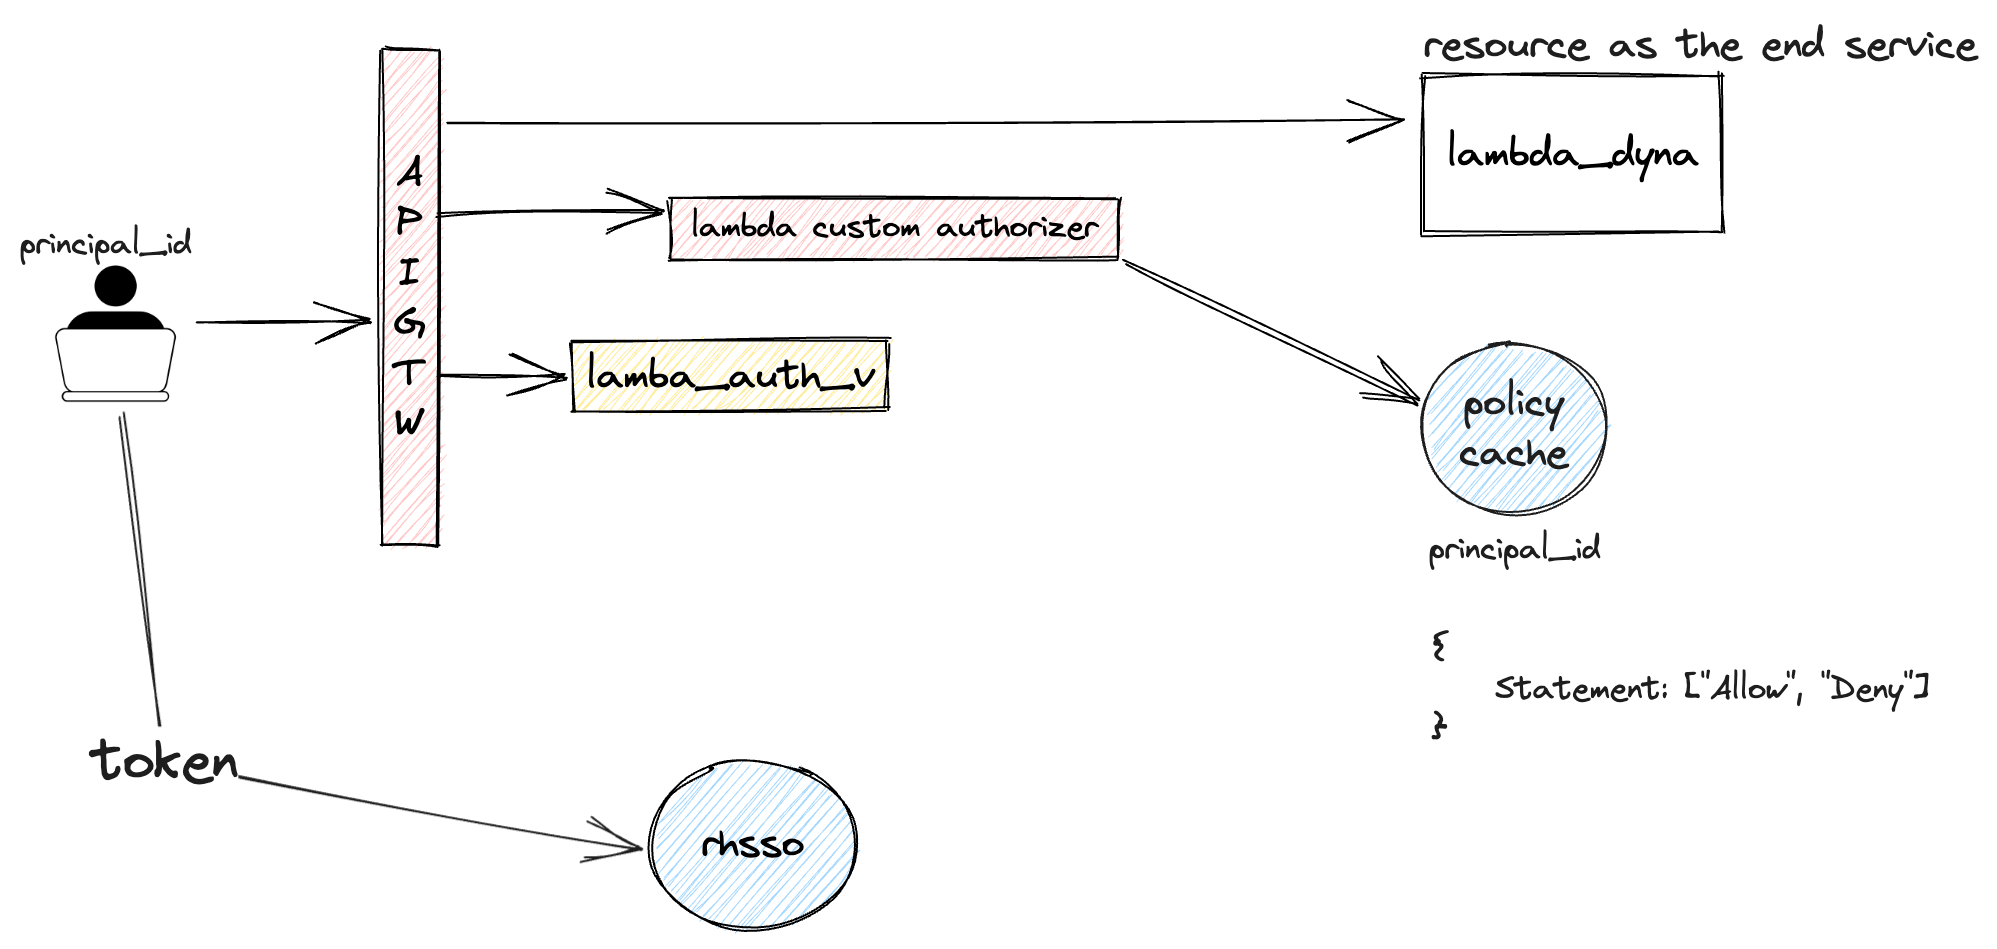 resource as the end service
lambda_dyna
A
P
I
G
T
W
lambda custom authorizer
principal_id
lamba_auth_v
policy
cache
principal_id
{
Statement: ["Allow", "Deny"]
}
token
rhsso